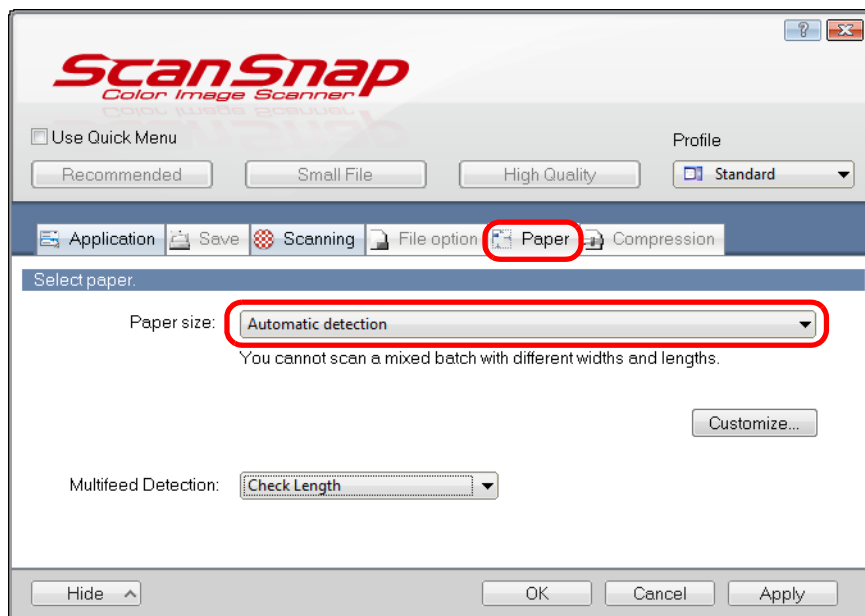 ScanSnap
Color Image Scanner
Use Quick Menu
Profile
Recommended Small File High Quality Standard
Application Save Scanning File option Paper Compression
Select paper.
Paper size: Automatic detection
You cannot scan a mixed batch with different widths and lengths.
Customize...
Multifeed Detection: Check Length
Hide OK Cancel Apply